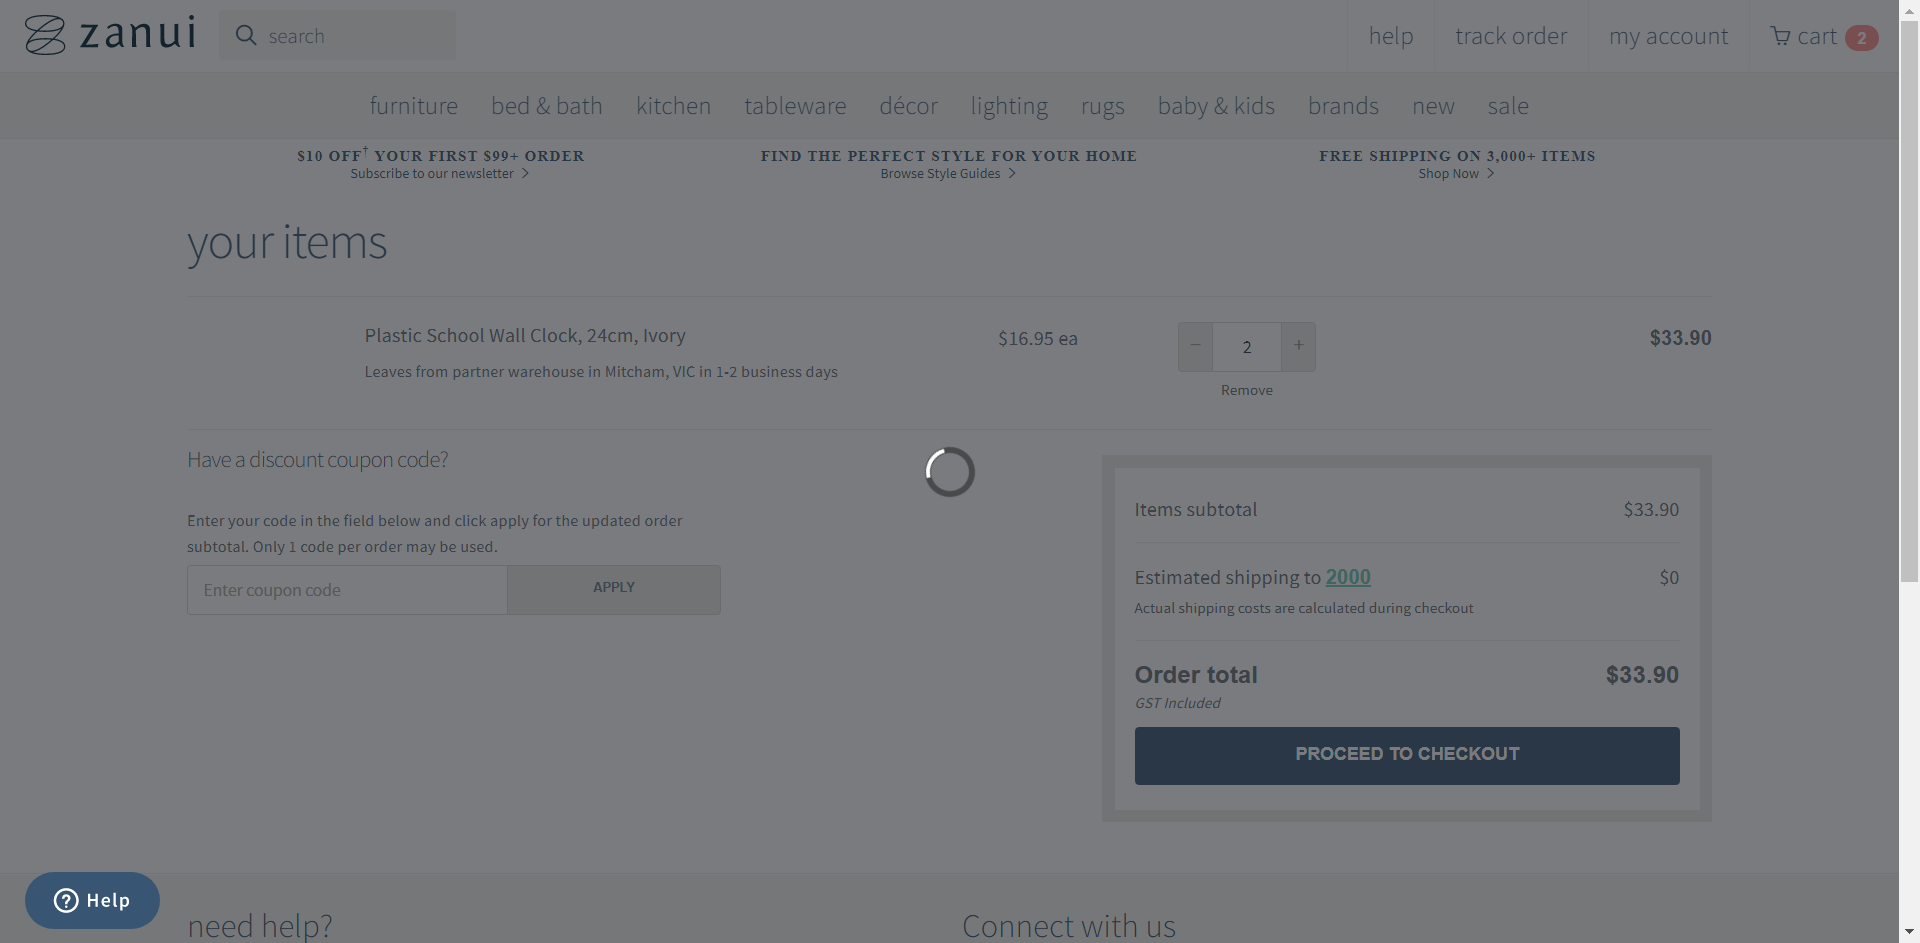 zanui
search
help
track order
my account
cart 2
furniture
bed & bath
kitchen
tableware
décor
lighting
rugs
baby & kids
brands
new
sale
$10 OFF† YOUR FIRST $99+ ORDER
Subscribe to our newsletter
FIND THE PERFECT STYLE FOR YOUR HOME
Browse Style Guides
FREE SHIPPING ON 3,000+ ITEMS
Shop Now
your items
Plastic School Wall Clock, 24cm, Ivory
Leaves from partner warehouse in Mitcham, VIC in 1-2 business days
$16.95 ea
− 2 +
Remove
$33.90
Have a discount coupon code?
Enter your code in the field below and click apply for the updated order
subtotal. Only 1 code per order may be used.
Enter coupon code
APPLY
Items subtotal $33.90
Estimated shipping to 2000 $0
Actual shipping costs are calculated during checkout
Order total $33.90
GST Included
PROCEED TO CHECKOUT
? Help
need help?
Connect with us